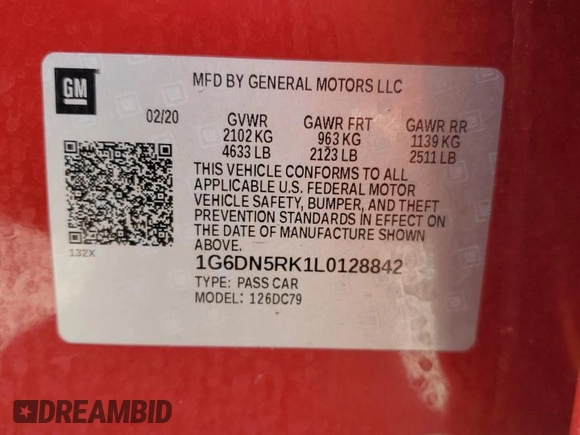 GM
MFD BY GENERAL MOTORS LLC
02/20 GVWR GAWR FRT GAWR RR
2102 KG 963 KG 1139 KG
4633 LB 2123 LB 2511 LB
THIS VEHICLE CONFORMS TO ALL
APPLICABLE U.S. FEDERAL MOTOR
VEHICLE SAFETY, BUMPER, AND THEFT
PREVENTION STANDARDS IN EFFECT ON
THE DATE OF MANUFACTURE SHOWN
ABOVE.
132X
1G6DN5RK1L0128842
TYPE: PASS CAR
MODEL: 126DC79
DREAMBID